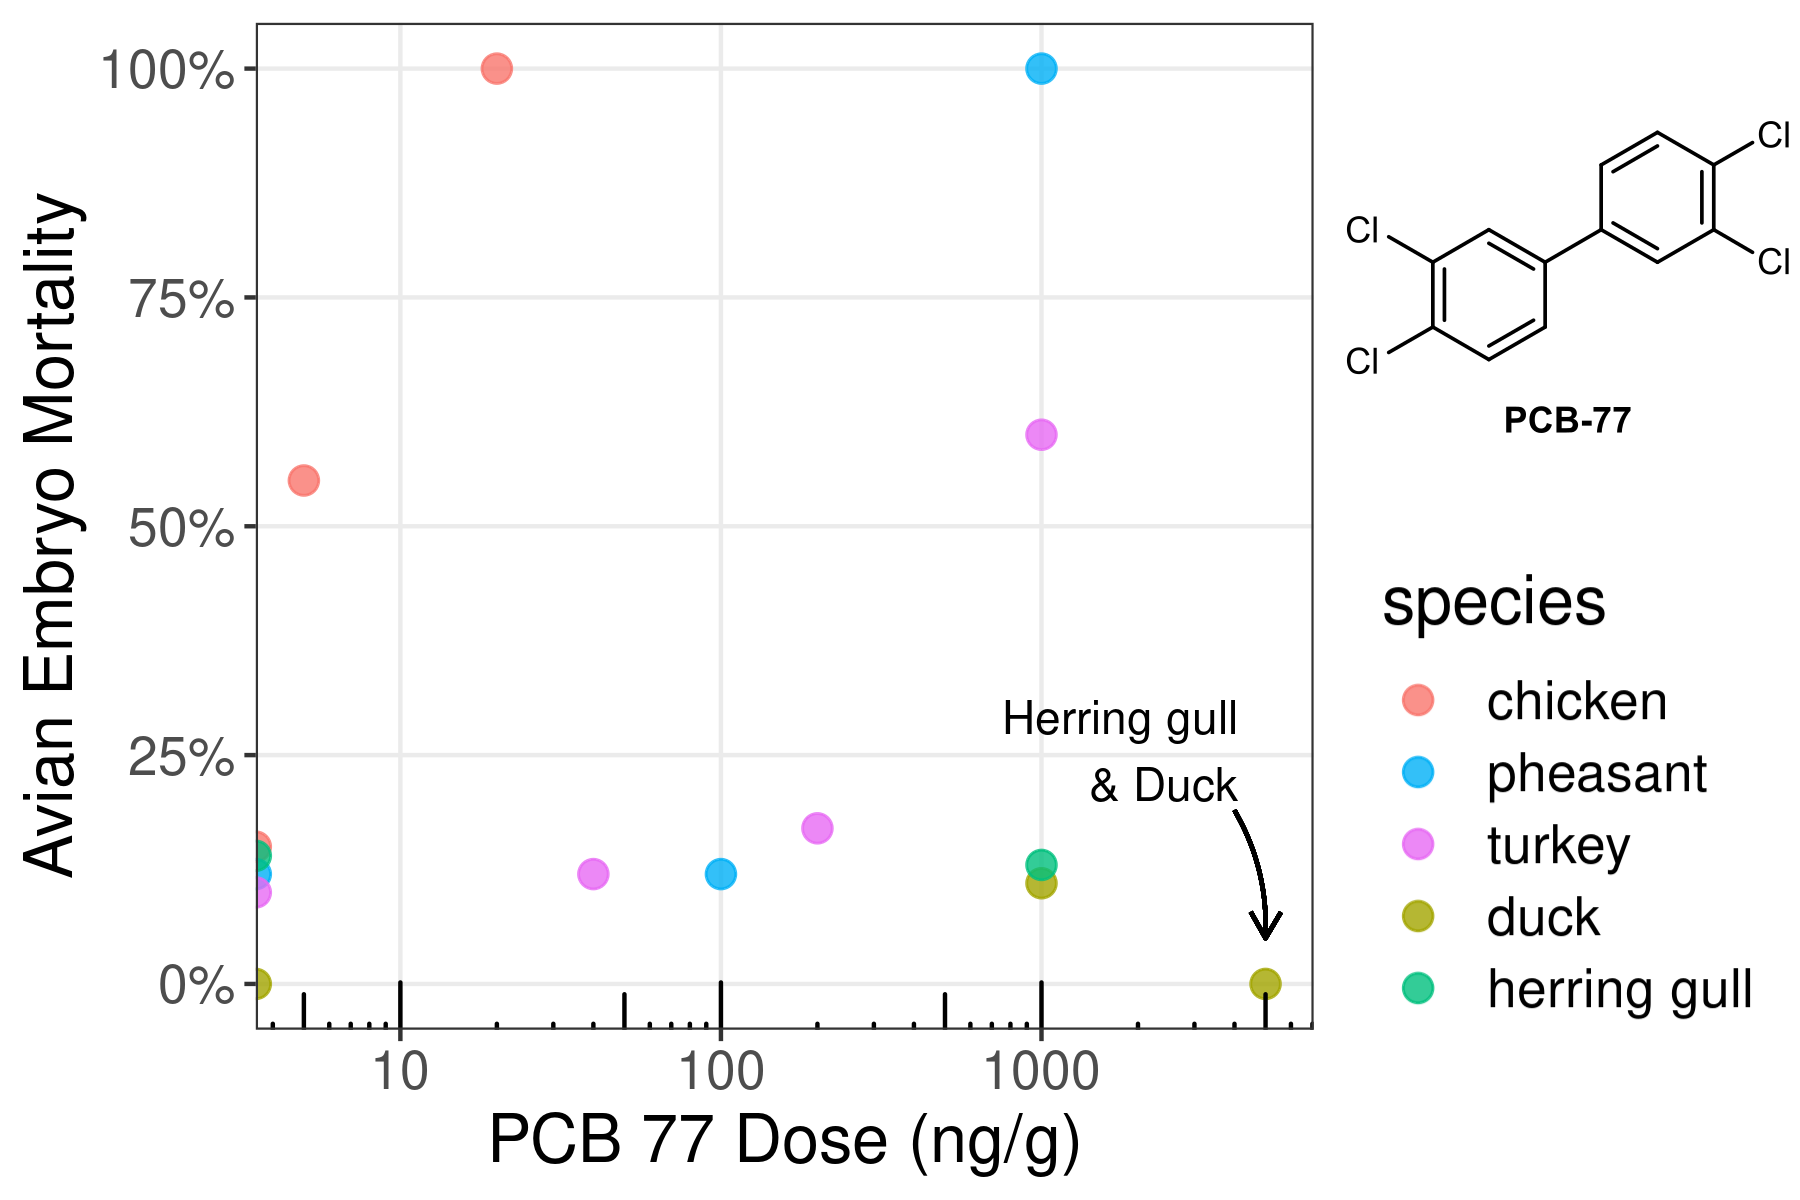 Avian Embryo Mortality
100%
75%
50%
25%
0%
10
100
1000
PCB 77 Dose (ng/g)
Herring gull
& Duck
Cl
Cl
Cl
Cl
PCB-77
species
chicken
pheasant
turkey
duck
herring gull